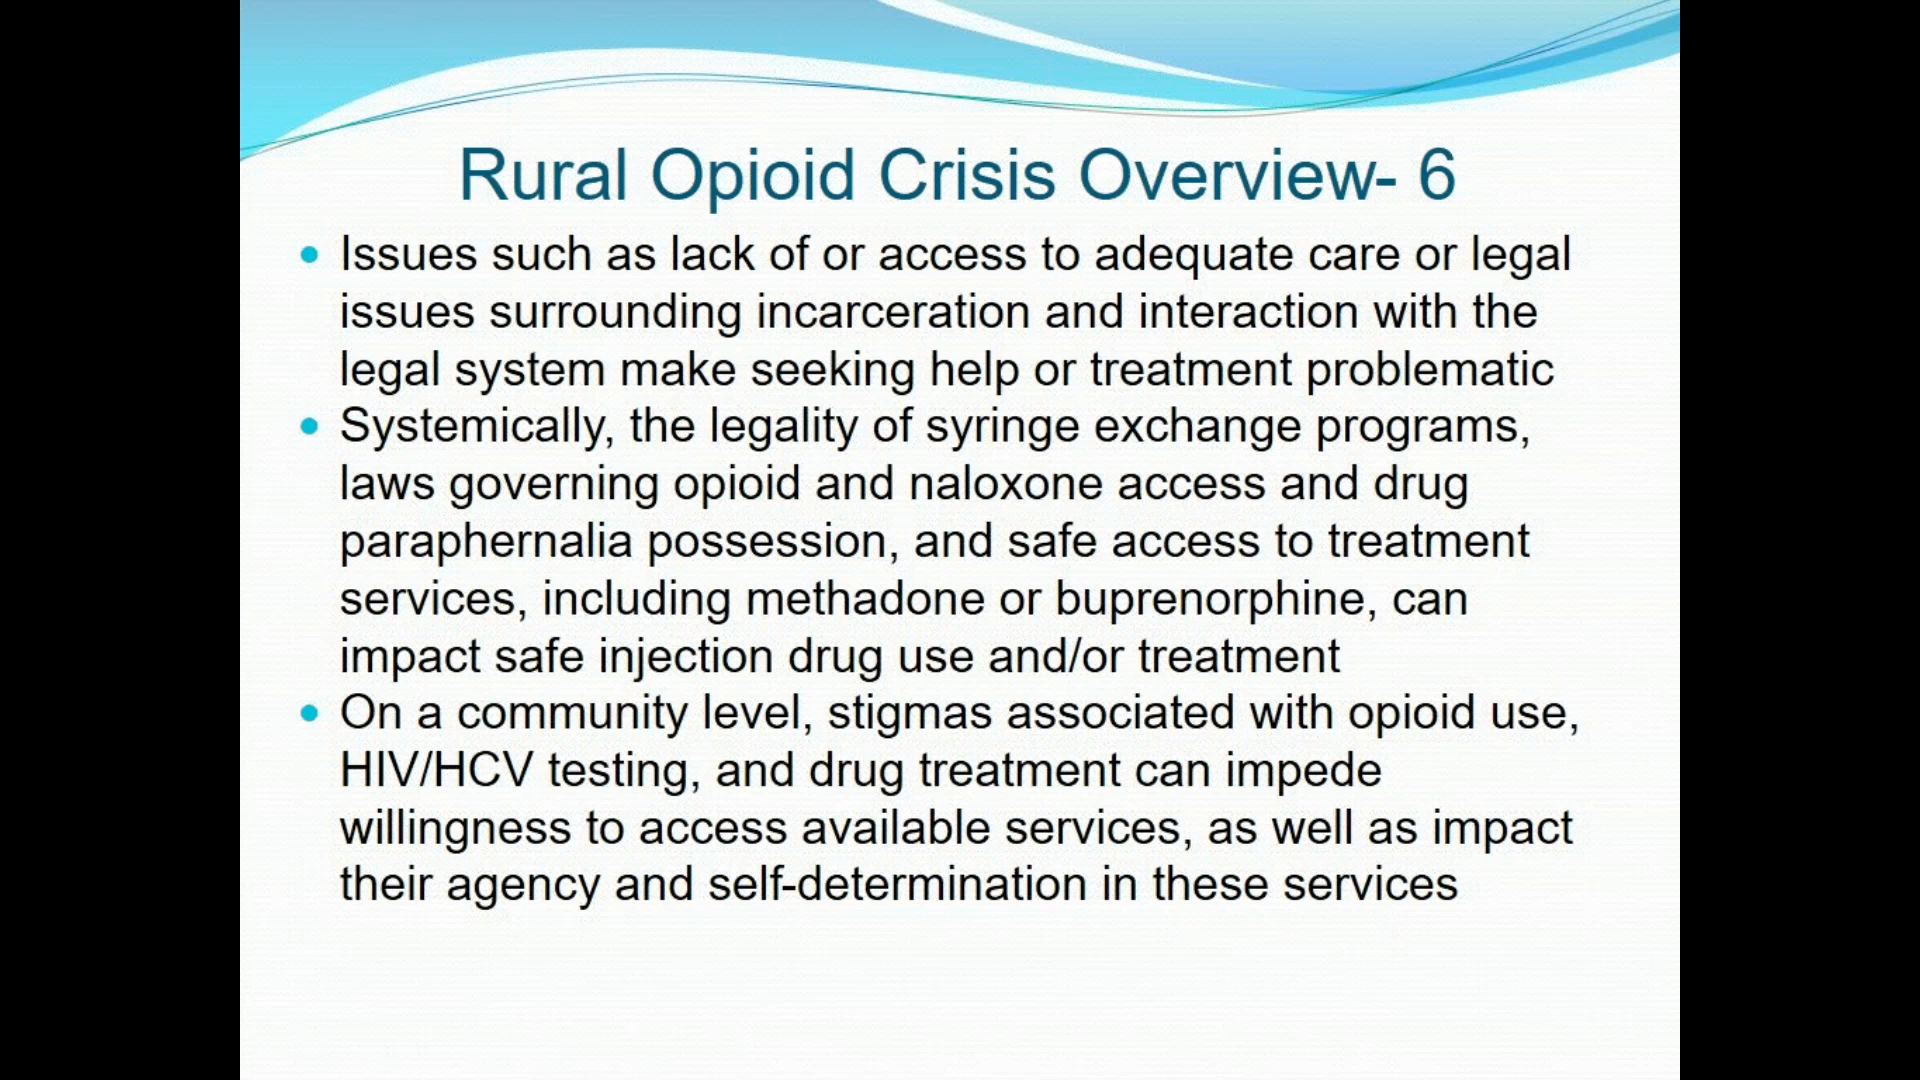 Rural Opioid Crisis Overview- 6
• Issues such as lack of or access to adequate care or legal
issues surrounding incarceration and interaction with the
legal system make seeking help or treatment problematic
• Systemically, the legality of syringe exchange programs,
laws governing opioid and naloxone access and drug
paraphernalia possession, and safe access to treatment
services, including methadone or buprenorphine, can
impact safe injection drug use and/or treatment
• On a community level, stigmas associated with opioid use,
HIV/HCV testing, and drug treatment can impede
willingness to access available services, as well as impact
their agency and self-determination in these services